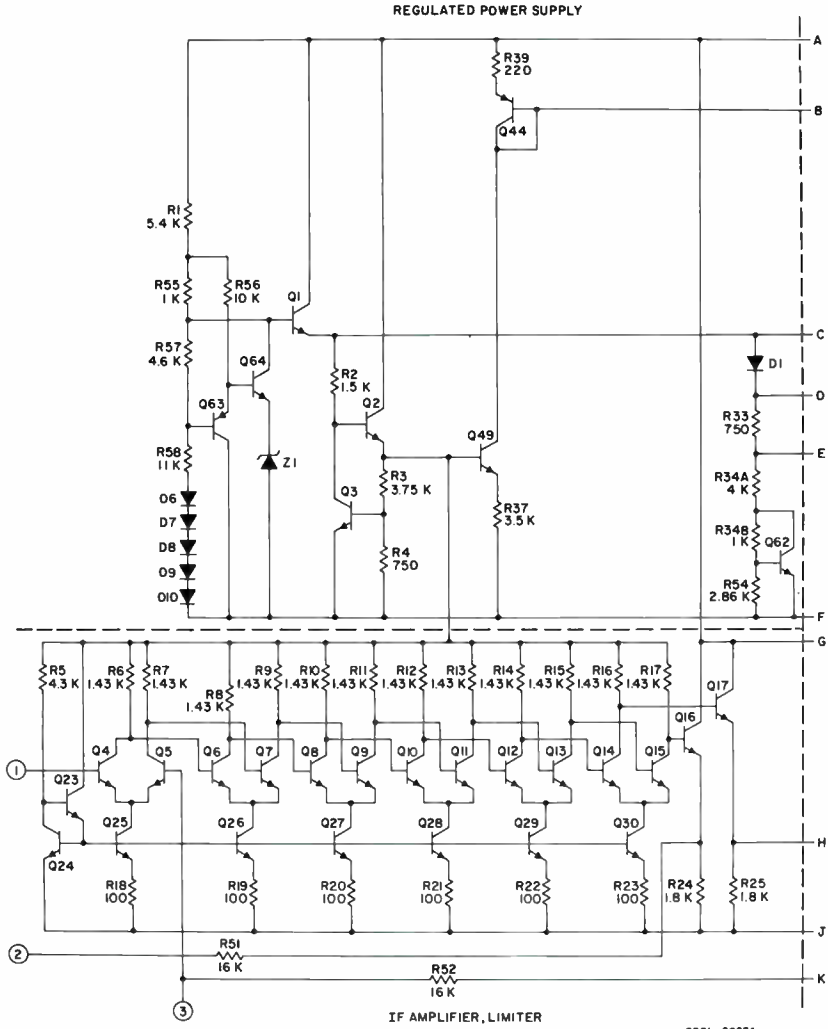 REGULATED POWER SUPPLY
A
R39
220
B
Q44
R1
5.4 K
R55
1 K
R56
10 K
Q1
C
R57
4.6 K
Q64
R2
1.5 K
D1
Q63
Q2
D
R33
750
Q49
E
R58
11 K
Z1
Q3
R3
3.75 K
R34A
4 K
D6
R37
3.5 K
D7
R34B
1 K
Q62
D8
R4
750
D9
R54
2.86 K
D10
F
G
R5
4.3 K
R6
1.43 K
R7
1.43 K
R8
1.43 K
R9
1.43 K
R10
1.43 K
R11
1.43 K
R12
1.43 K
R13
1.43 K
R14
1.43 K
R15
1.43 K
R16
1.43 K
R17
1.43 K
Q17
Q16
Q4
Q5
Q6
Q7
Q8
Q9
Q10
Q11
Q12
Q13
Q14
Q15
1
Q23
Q25
Q26
Q27
Q28
Q29
Q30
H
Q24
R18
100
R19
100
R20
100
R21
100
R22
100
R23
100
R24
1.8 K
R25
1.8 K
J
2
R51
16 K
R52
16 K
K
3
IF AMPLIFIER, LIMITER